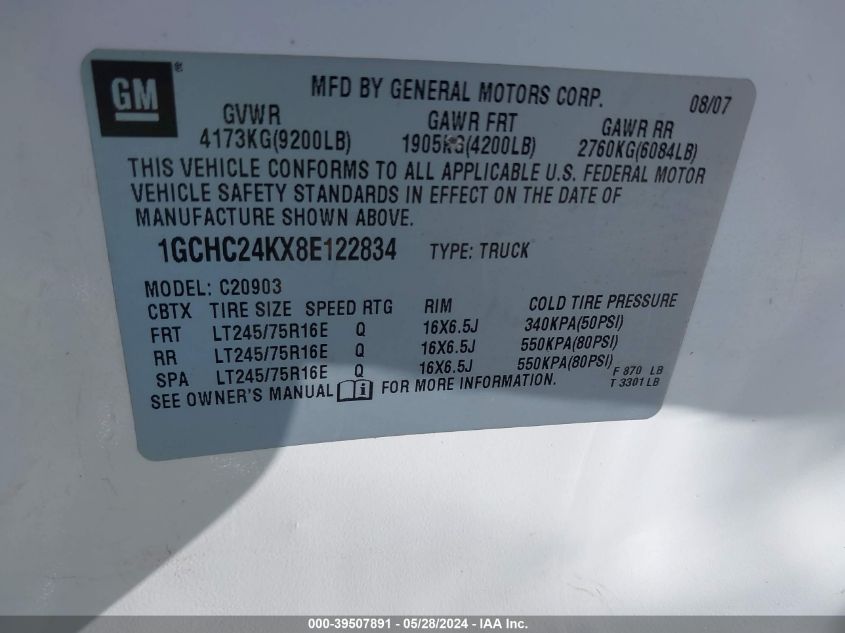 GM ®
MFD BY GENERAL MOTORS CORP. 08/07
GVWR GAWR FRT GAWR RR
4173KG(9200LB) 1905KG(4200LB) 2760KG(6084LB)
THIS VEHICLE CONFORMS TO ALL APPLICABLE U.S. FEDERAL MOTOR
VEHICLE SAFETY STANDARDS IN EFFECT ON THE DATE OF
MANUFACTURE SHOWN ABOVE.
1GCHC24KX8E122834 TYPE: TRUCK
MODEL: C20903
CBTX TIRE SIZE SPEED RTG RIM COLD TIRE PRESSURE
FRT LT245/75R16E Q 16X6.5J 340KPA(50PSI)
RR LT245/75R16E Q 16X6.5J 550KPA(80PSI)
SPA LT245/75R16E Q 16X6.5J 550KPA(80PSI)
F 870 LB
SEE OWNER'S MANUAL i FOR MORE INFORMATION.
T 3301 LB
000-39507891 - 05/28/2024 - IAA Inc.